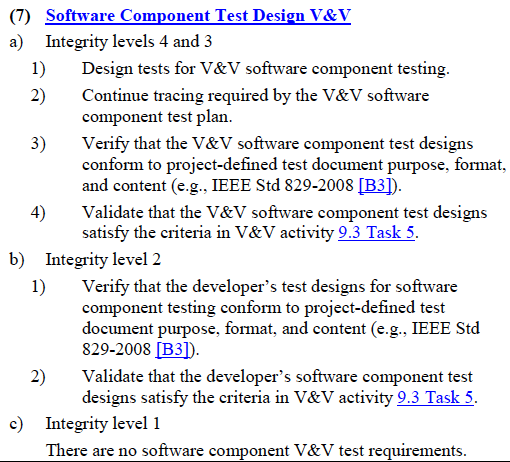 (7) Software Component Test Design V&V
a) Integrity levels 4 and 3
1) Design tests for V&V software component testing.
2) Continue tracing required by the V&V software
component test plan.
3) Verify that the V&V software component test designs
conform to project-defined test document purpose, format,
and content (e.g., IEEE Std 829-2008 [B3]).
4) Validate that the V&V software component test designs
satisfy the criteria in V&V activity 9.3 Task 5.
b) Integrity level 2
1) Verify that the developer’s test designs for software
component testing conform to project-defined test
document purpose, format, and content (e.g., IEEE Std
829-2008 [B3]).
2) Validate that the developer’s software component test
designs satisfy the criteria in V&V activity 9.3 Task 5.
c) Integrity level 1
There are no software component V&V test requirements.